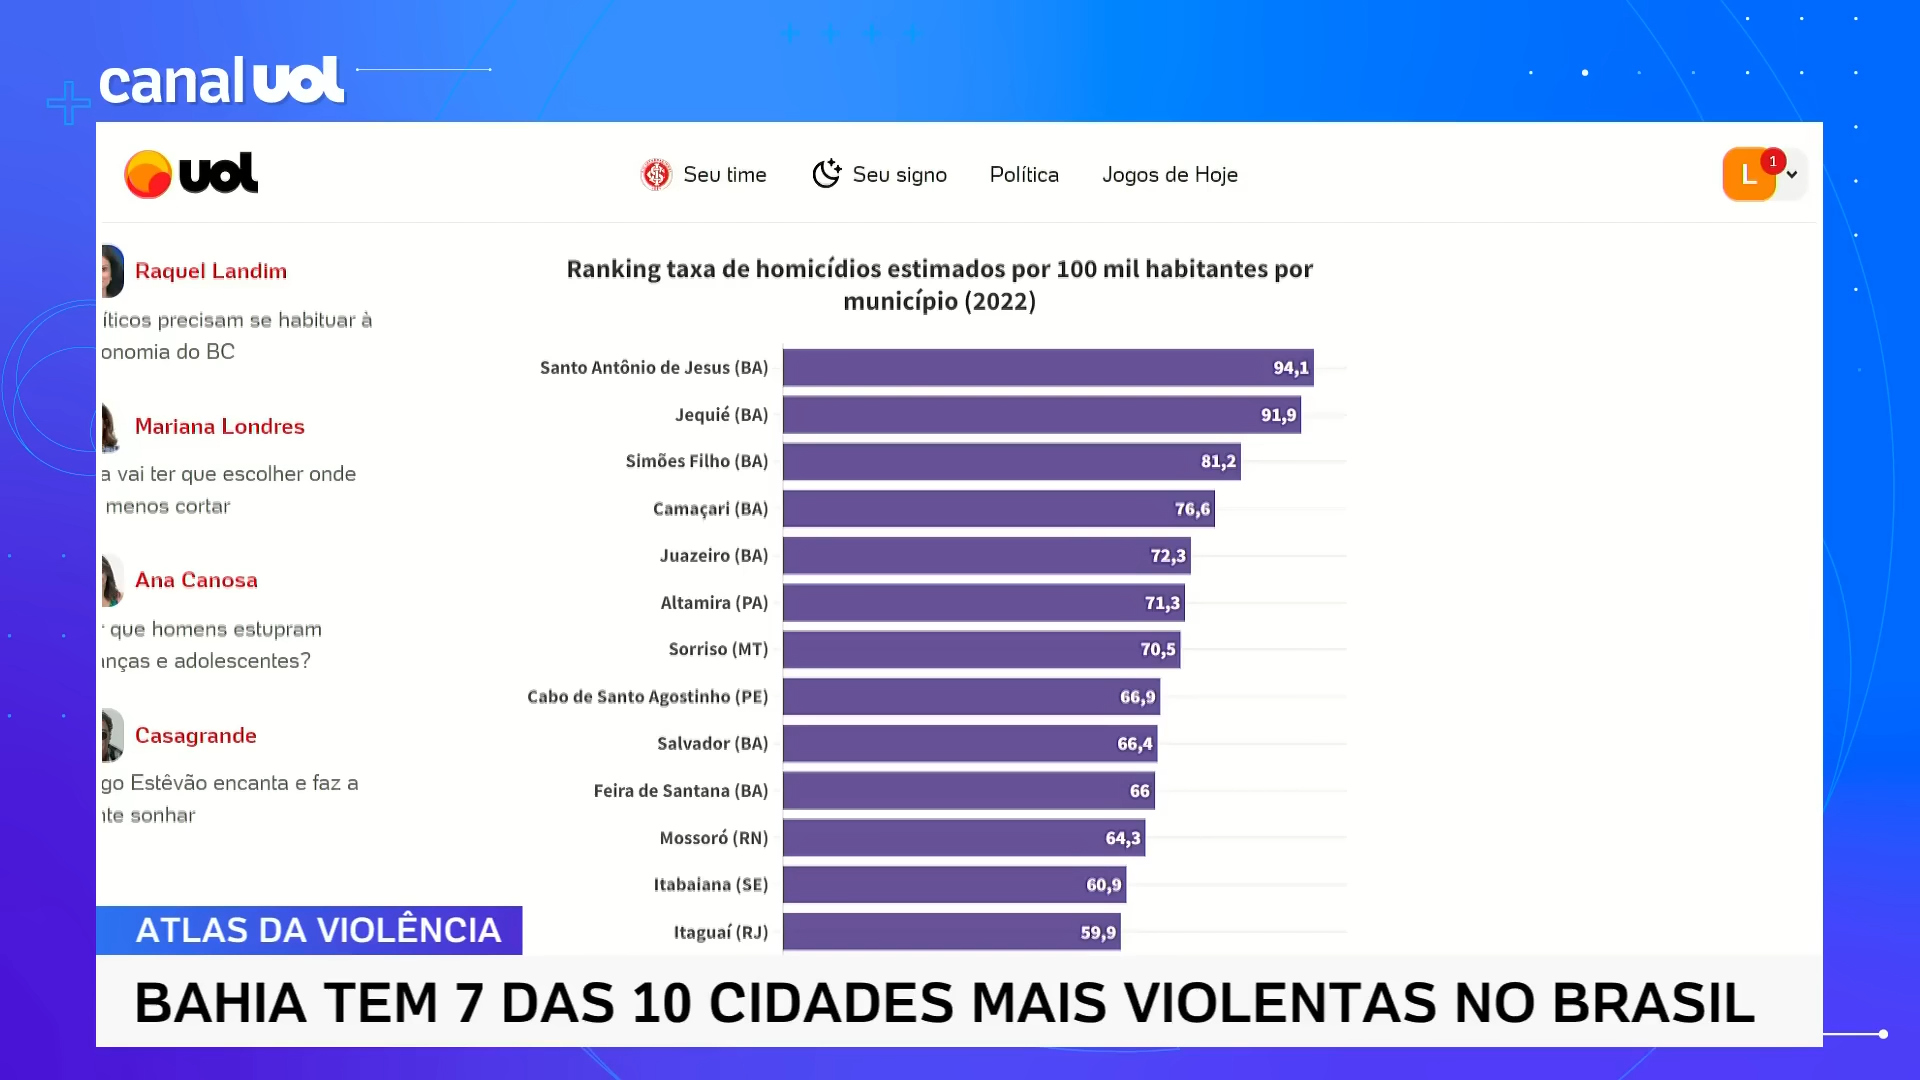 canal uol
uol
Seu time
Seu signo
Política
Jogos de Hoje
L
1
Raquel Landim
íticos precisam se habituar à
onomia do BC
Mariana Londres
a vai ter que escolher onde
menos cortar
Ana Canosa
que homens estupram
anças e adolescentes?
Casagrande
go Estêvão encanta e faz a
nte sonhar
Ranking taxa de homicídios estimados por 100 mil habitantes por
município (2022)
Santo Antônio de Jesus (BA) 94,1
Jequié (BA) 91,9
Simões Filho (BA) 81,2
Camaçari (BA) 76,6
Juazeiro (BA) 72,3
Altamira (PA) 71,3
Sorriso (MT) 70,5
Cabo de Santo Agostinho (PE) 66,9
Salvador (BA) 66,4
Feira de Santana (BA) 66
Mossoró (RN) 64,3
Itabaiana (SE) 60,9
Itaguaí (RJ) 59,9
ATLAS DA VIOLÊNCIA
BAHIA TEM 7 DAS 10 CIDADES MAIS VIOLENTAS NO BRASIL